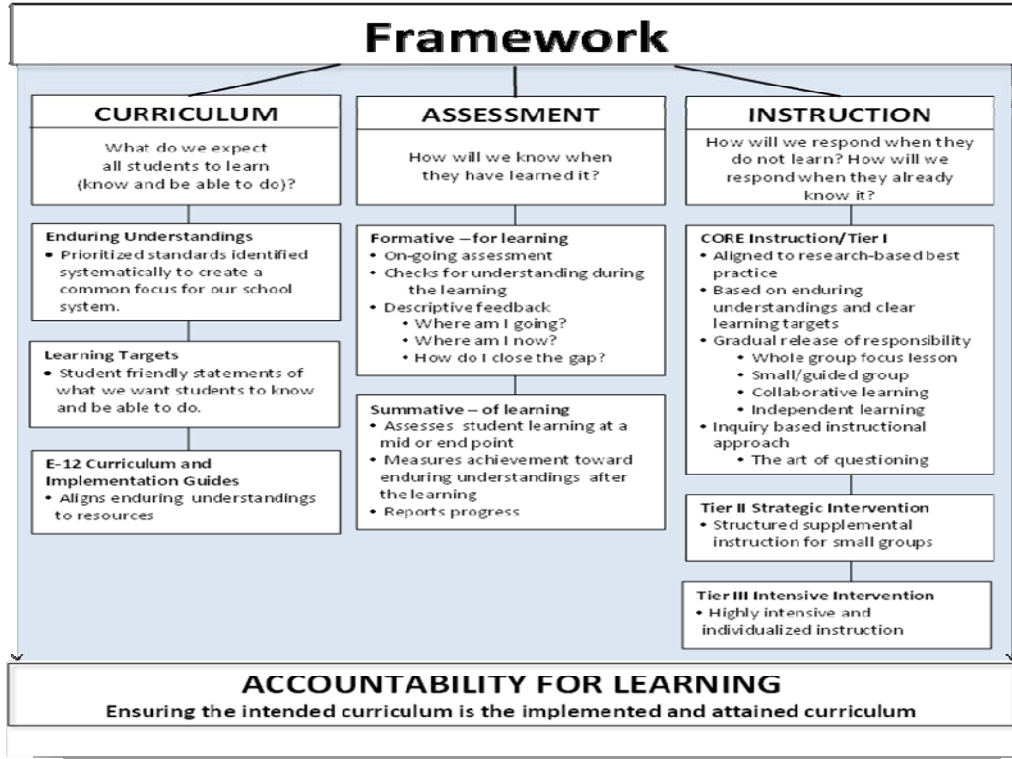 Framework
CURRICULUM
What do we expect
all students to learn
(know and be able to do)?
Enduring Understandings
• Prioritized standards identified
systematically to create a
common focus for our school
system.
Learning Targets
• Student friendly statements of
what we want students to know
and be able to do.
E-12 Curriculum and
Implementation Guides
• Aligns enduring understandings
to resources
ASSESSMENT
How will we know when
they have learned it?
Formative – for learning
• On-going assessment
• Checks for understanding during
the learning
• Descriptive feedback
• Where am I going?
• Where am I now?
• How do I close the gap?
Summative – of learning
• Assesses student learning at a
mid or end point
• Measures achievement toward
enduring understandings after
the learning
• Reports progress
INSTRUCTION
How will we respond when they
do not learn? How will we
respond when they already
know it?
CORE Instruction/Tier I
• Aligned to research-based best
practice
• Based on enduring
understandings and clear
learning targets
• Gradual release of responsibility
• Whole group focus lesson
• Small/guided group
• Collaborative learning
• Independent learning
• Inquiry based instructional
approach
• The art of questioning
Tier II Strategic Intervention
• Structured supplemental
instruction for small groups
Tier III Intensive Intervention
• Highly intensive and
individualized instruction
ACCOUNTABILITY FOR LEARNING
Ensuring the intended curriculum is the implemented and attained curriculum